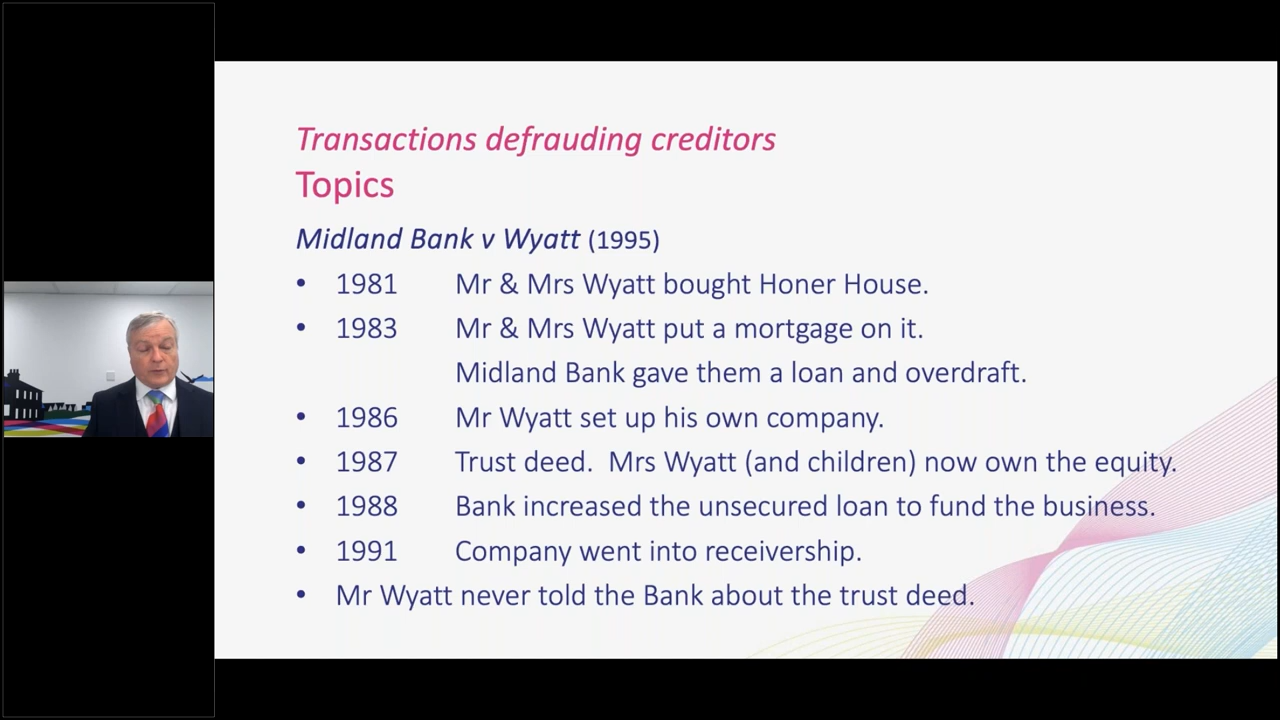 Transactions defrauding creditors
Topics
Midland Bank v Wyatt (1995)
• 1981 Mr & Mrs Wyatt bought Honer House.
• 1983 Mr & Mrs Wyatt put a mortgage on it.
Midland Bank gave them a loan and overdraft.
• 1986 Mr Wyatt set up his own company.
• 1987 Trust deed. Mrs Wyatt (and children) now own the equity.
• 1988 Bank increased the unsecured loan to fund the business.
• 1991 Company went into receivership.
• Mr Wyatt never told the Bank about the trust deed.